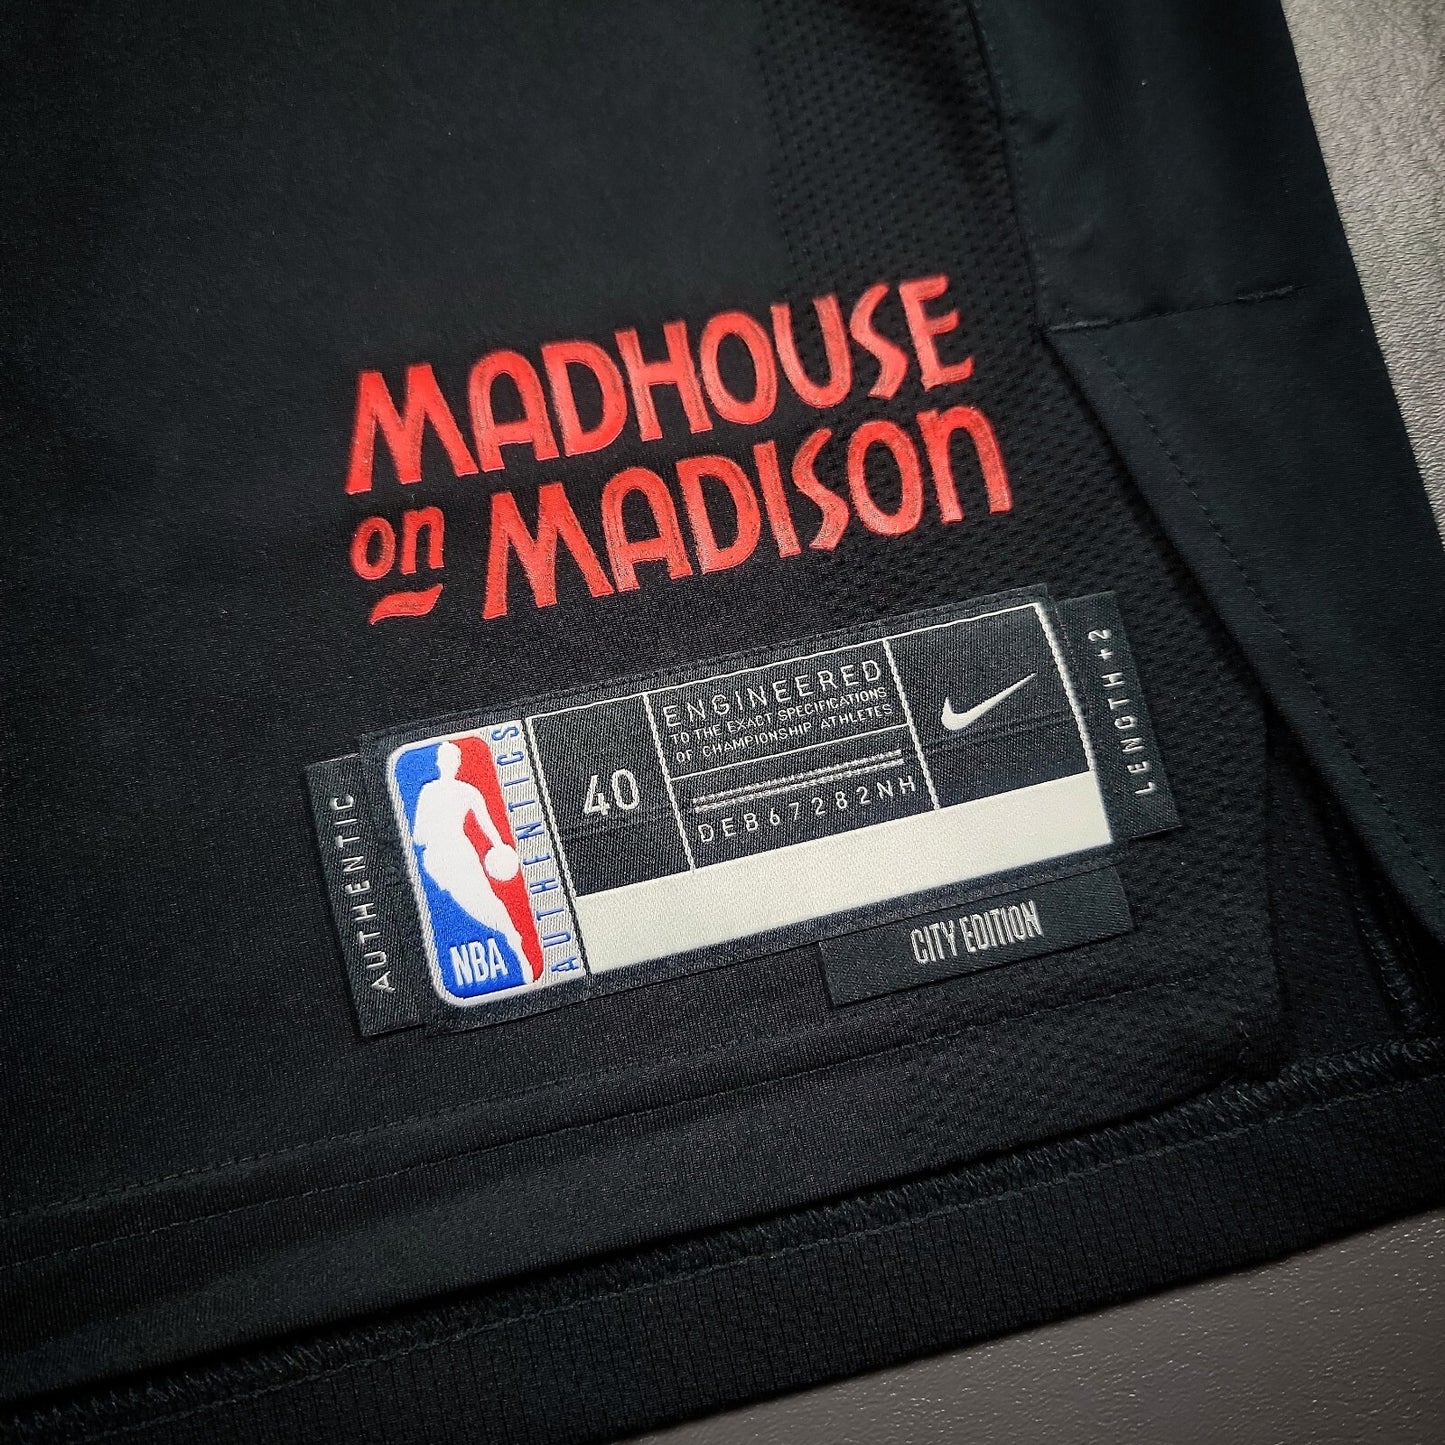 MADHOUSE
on MADISON
AUTHENTIC
NBA
AUTHENTICS
40
ENGINEERED
TO THE EXACT SPECIFICATIONS
OF CHAMPIONSHIP ATHLETES
DEB67282NH
LENGTH +2
CITY EDITION